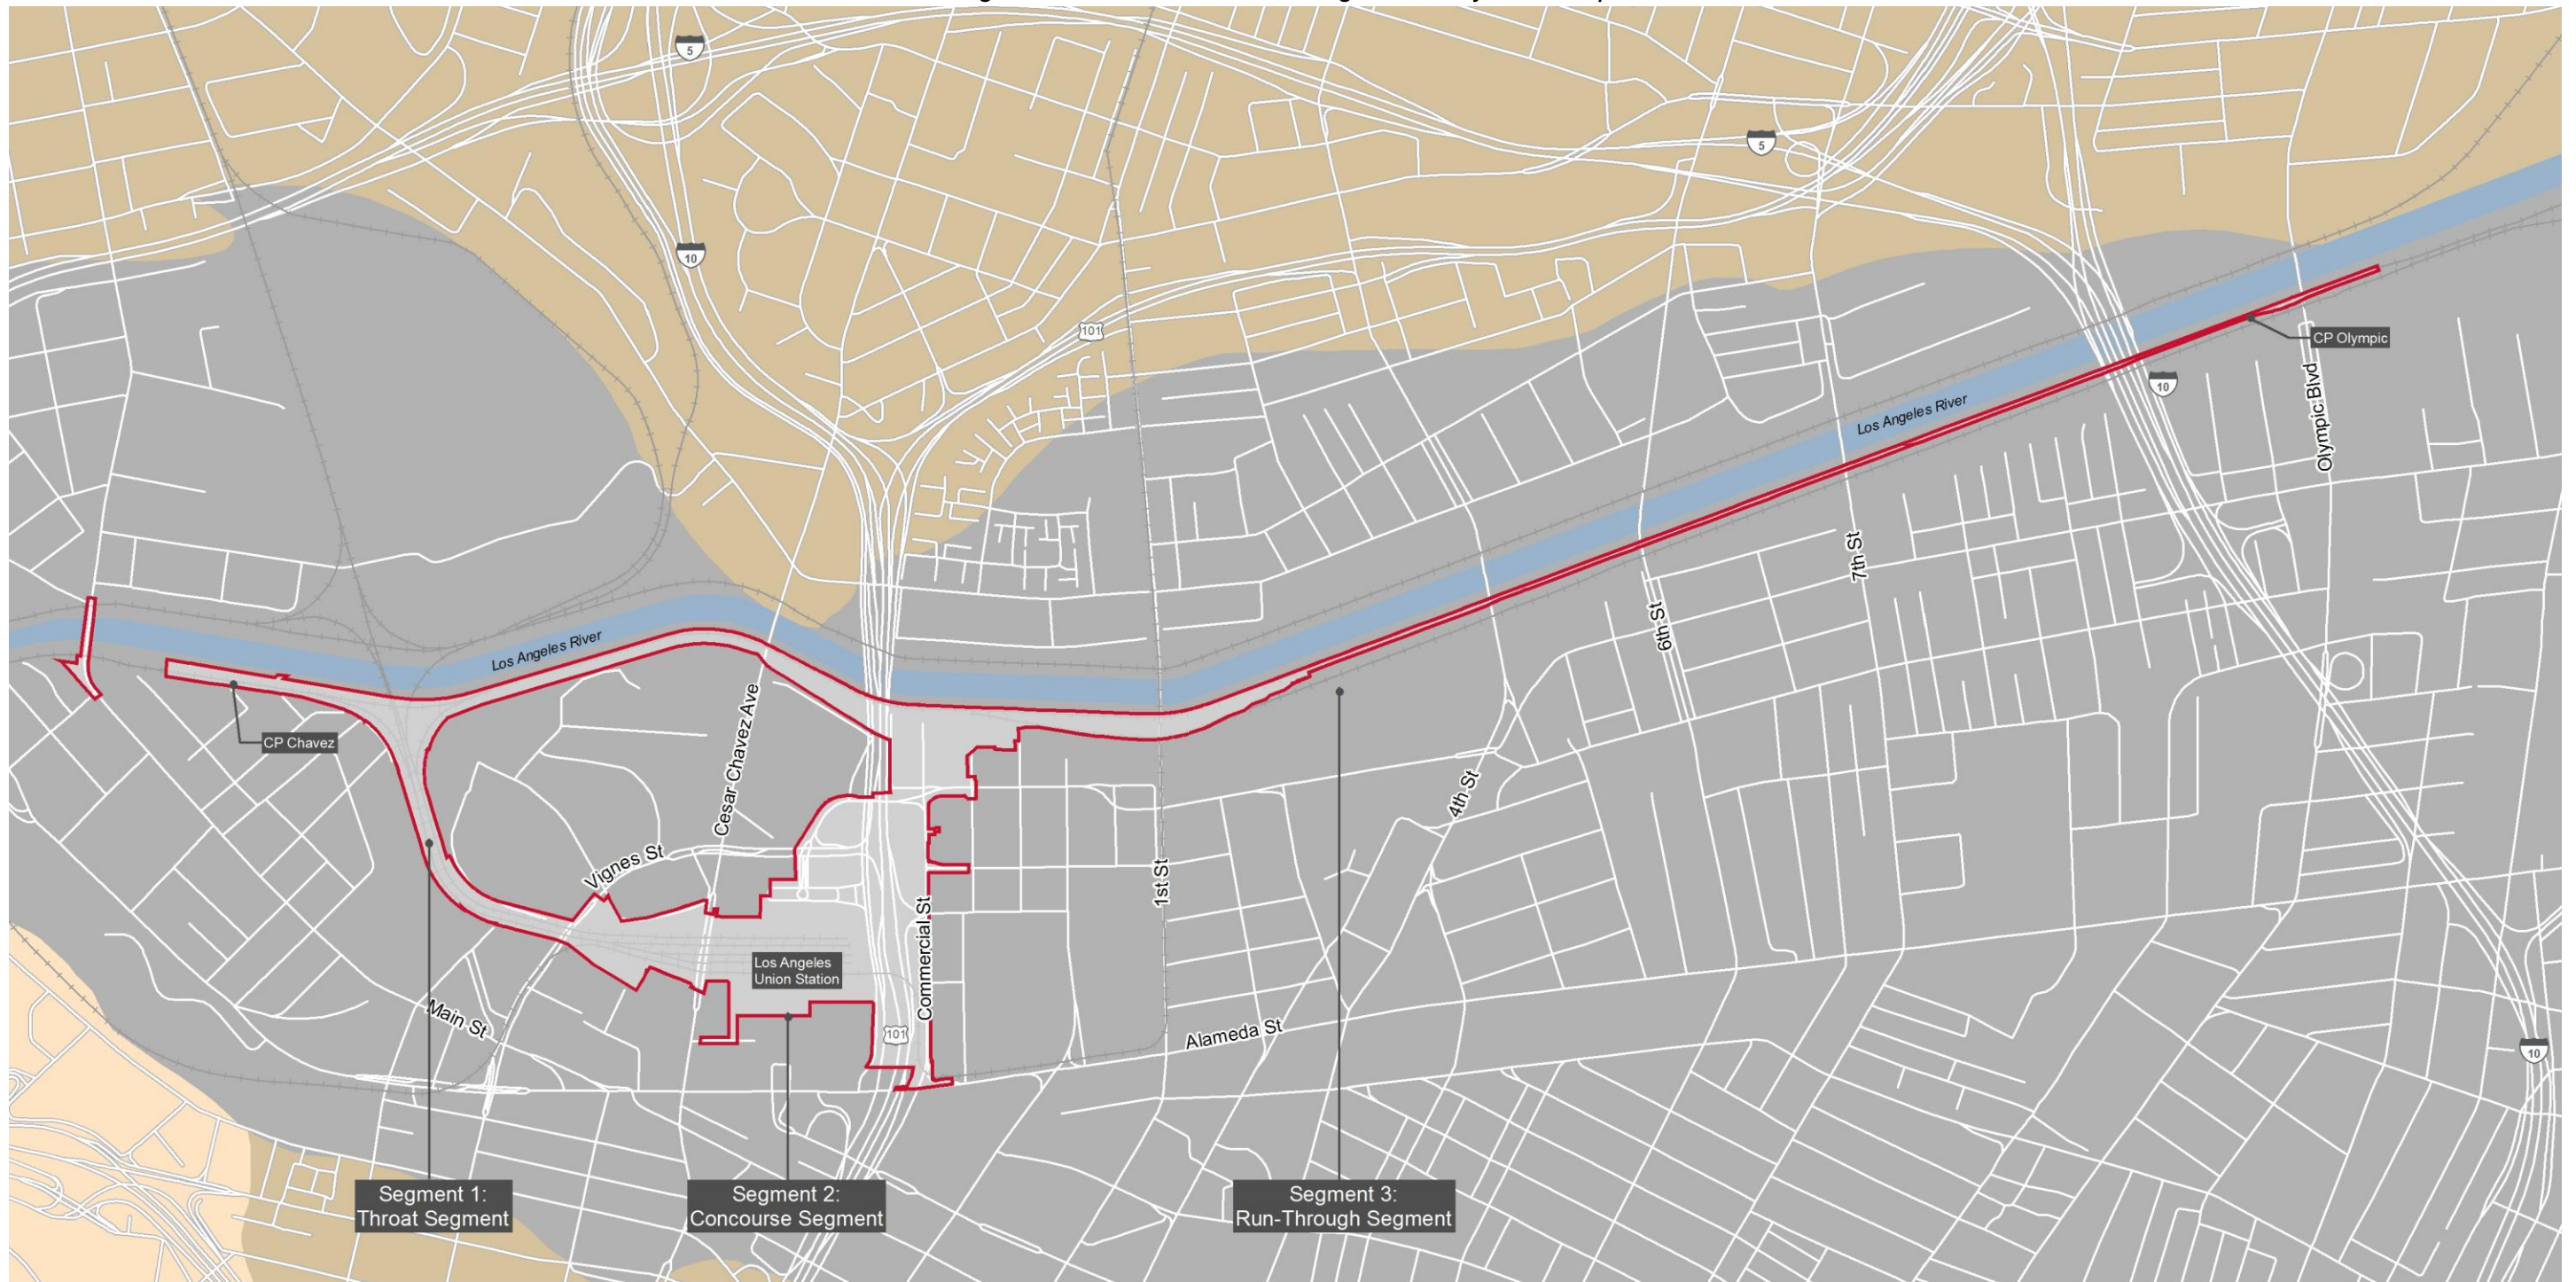 5
5
10
101
CP Olympic
10
Los Angeles River
Olympic Blvd
7th St
6th St
Los Angeles River
CP Chavez
Cesar Chavez Ave
4th St
Vignes St
1st St
Commercial St
Los Angeles
Union Station
Main St
101
Alameda St
10
Segment 1:
Throat Segment
Segment 2:
Concourse Segment
Segment 3:
Run-Through Segment